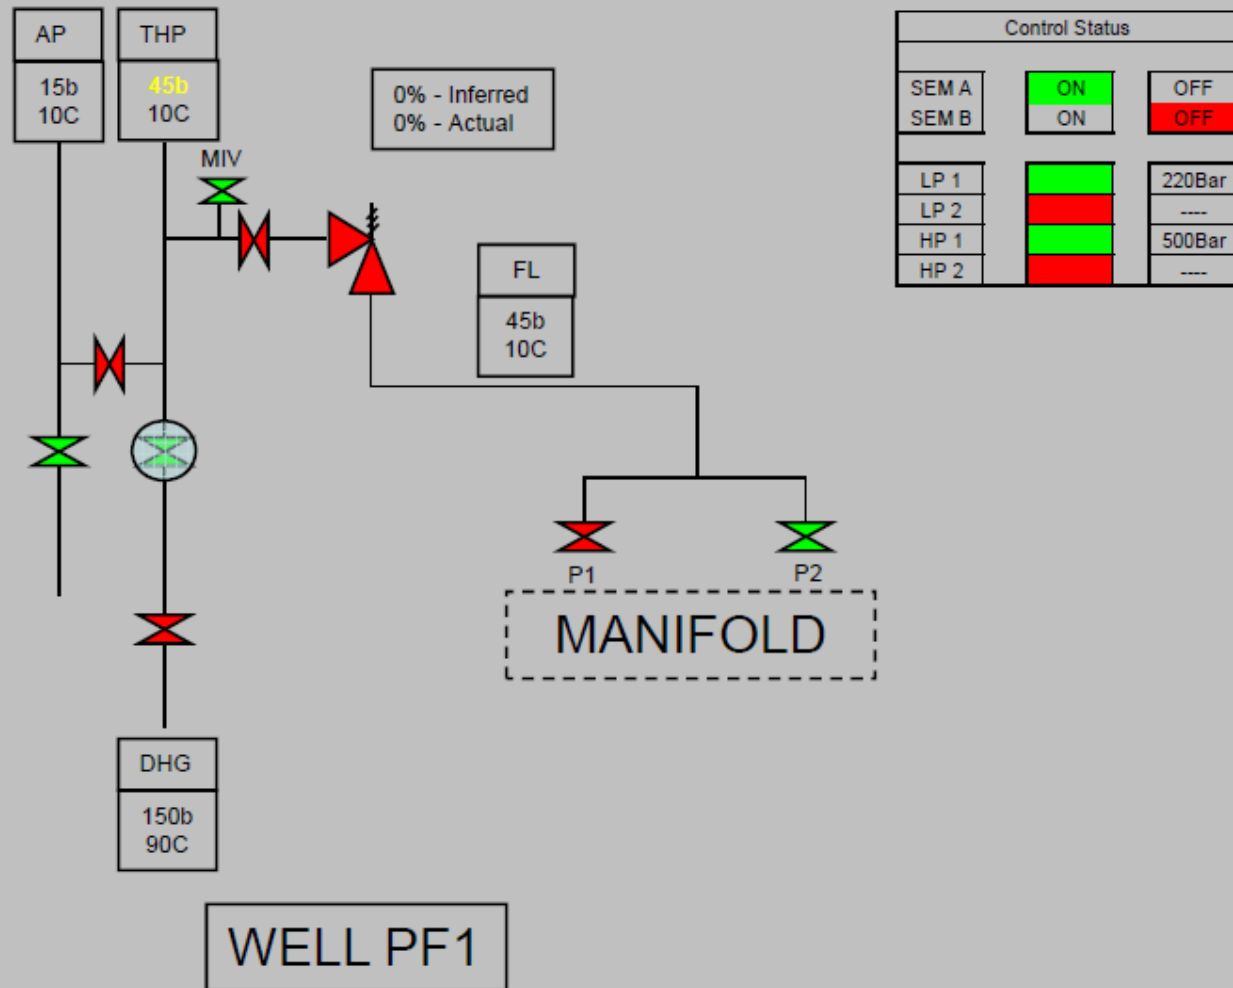 AP
15b
10C
THP
45b
10C
0% - Inferred
0% - Actual
MIV
FL
45b
10C
P1
P2
MANIFOLD
DHG
150b
90C
WELL PF1
Control Status
SEM A ON OFF
SEM B ON OFF
LP 1 220Bar
LP 2 ----
HP 1 500Bar
HP 2 ----